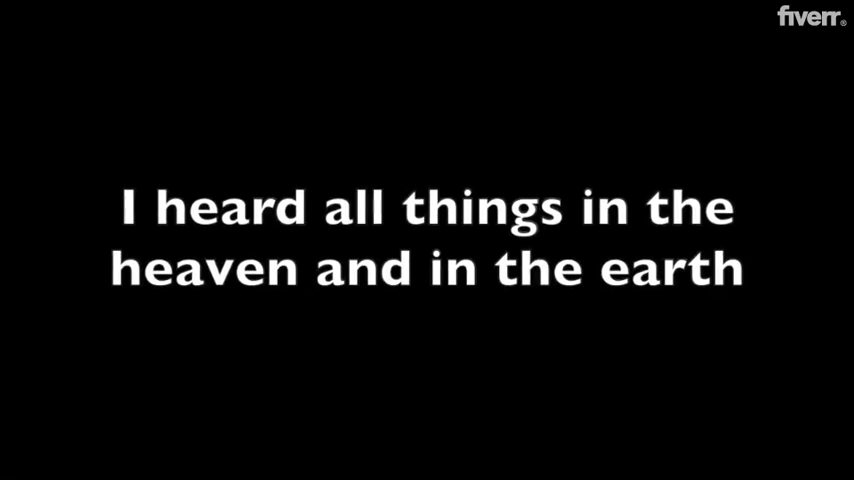 fiverr®
I heard all things in the
heaven and in the earth